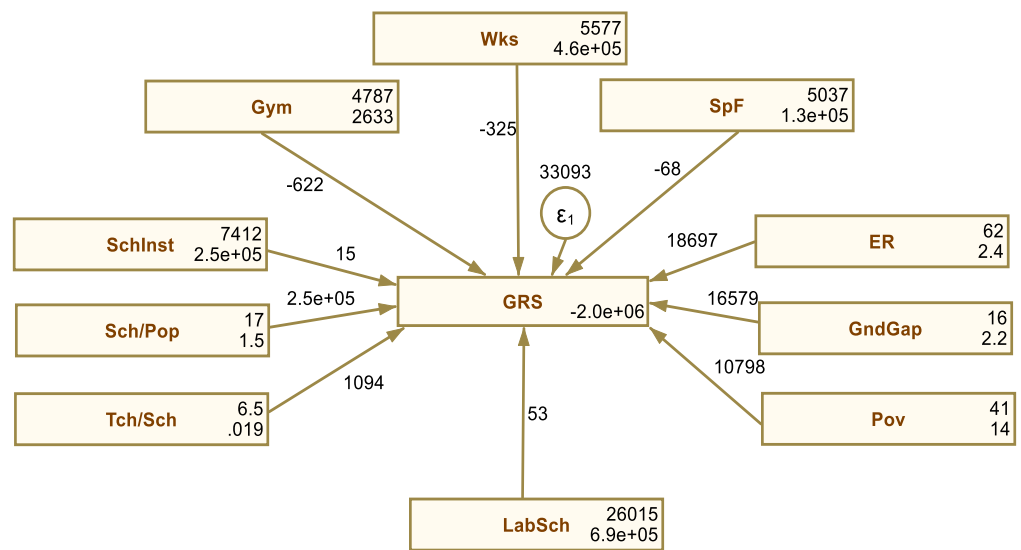 Wks
5577
4.6e+05
Gym
4787
2633
SpF
5037
1.3e+05
-325
-622
-68
33093
ε1
SchInst
7412
2.5e+05
15
18697
ER
62
2.4
GRS
-2.0e+06
Sch/Pop
17
1.5
2.5e+05
16579
GndGap
16
2.2
Tch/Sch
6.5
.019
1094
10798
Pov
41
14
53
LabSch
26015
6.9e+05